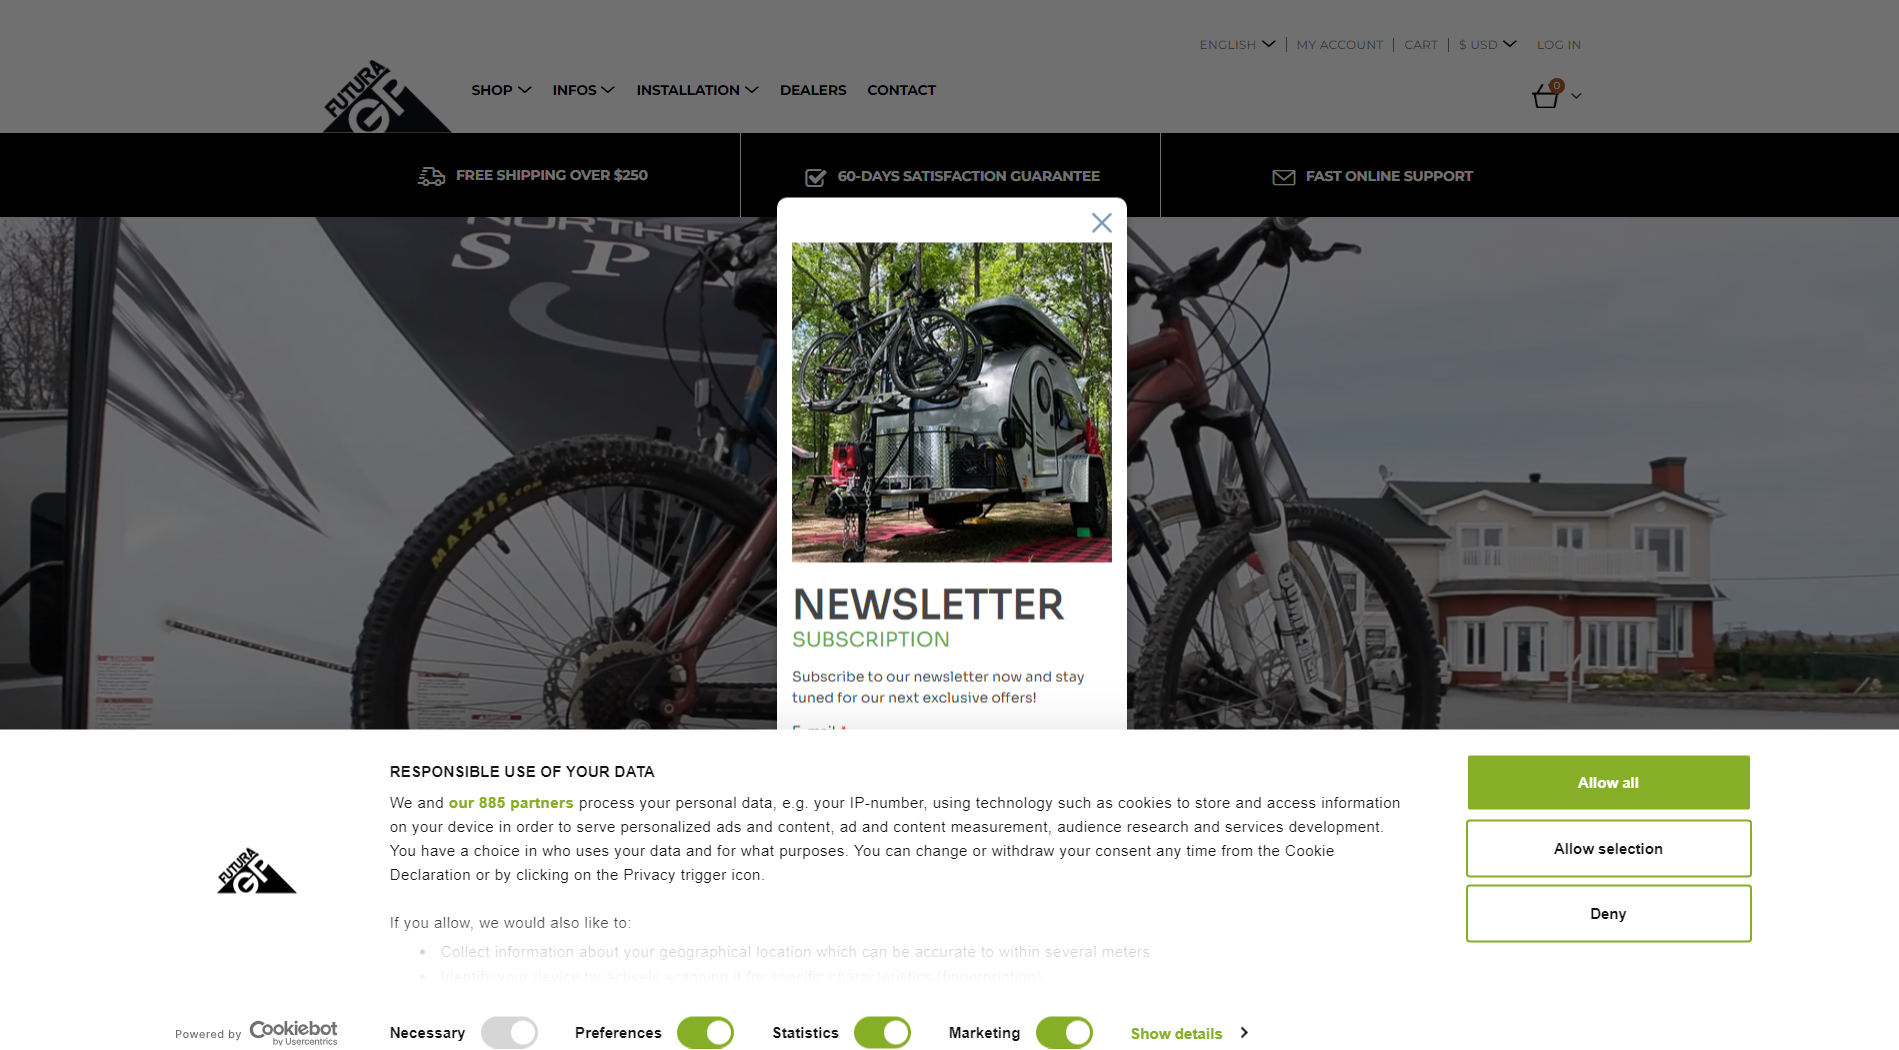 ENGLISH
MY ACCOUNT
CART
$ USD
LOG IN
FUTURA
GF
SHOP
INFOS
INSTALLATION
DEALERS
CONTACT
0
FREE SHIPPING OVER $250
60-DAYS SATISFACTION GUARANTEE
FAST ONLINE SUPPORT
NORTHER
S P
MAXXIS.com
DANGER
NEWSLETTER
SUBSCRIPTION
Subscribe to our newsletter now and stay
tuned for our next exclusive offers!
E-mail *
RESPONSIBLE USE OF YOUR DATA
We and our 885 partners process your personal data, e.g. your IP-number, using technology such as cookies to store and access information
on your device in order to serve personalized ads and content, ad and content measurement, audience research and services development.
You have a choice in who uses your data and for what purposes. You can change or withdraw your consent any time from the Cookie
Declaration or by clicking on the Privacy trigger icon.
If you allow, we would also like to:
• Collect information about your geographical location which can be accurate to within several meters
• Identify your device by actively scanning it for specific characteristics (fingerprinting)
Allow all
Allow selection
Deny
FUTURA
GF
Powered by Cookiebot
by Usercentrics
Necessary
Preferences
Statistics
Marketing
Show details